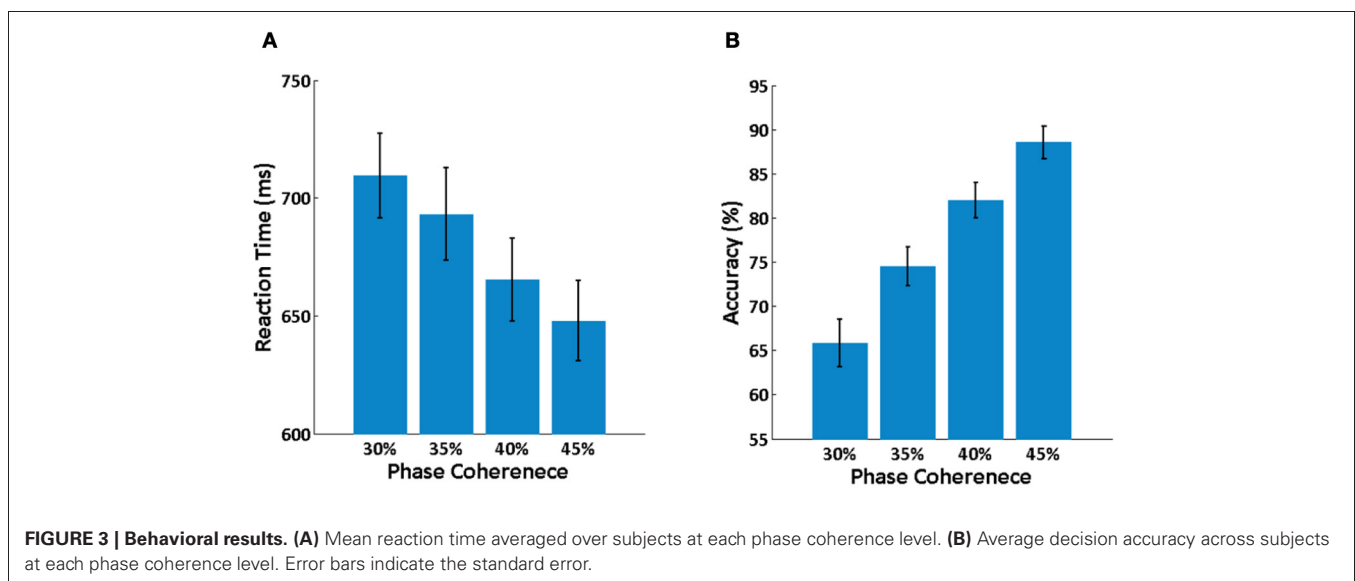 A
Reaction Time (ms)
750
700
650
600
30% 35% 40% 45%
Phase Coherenece
B
Accuracy (%)
95
90
85
80
75
70
65
60
55
30% 35% 40% 45%
Phase Coherenece
FIGURE 3 | Behavioral results. (A) Mean reaction time averaged over subjects at each phase coherence level. (B) Average decision accuracy across subjects
at each phase coherence level. Error bars indicate the standard error.